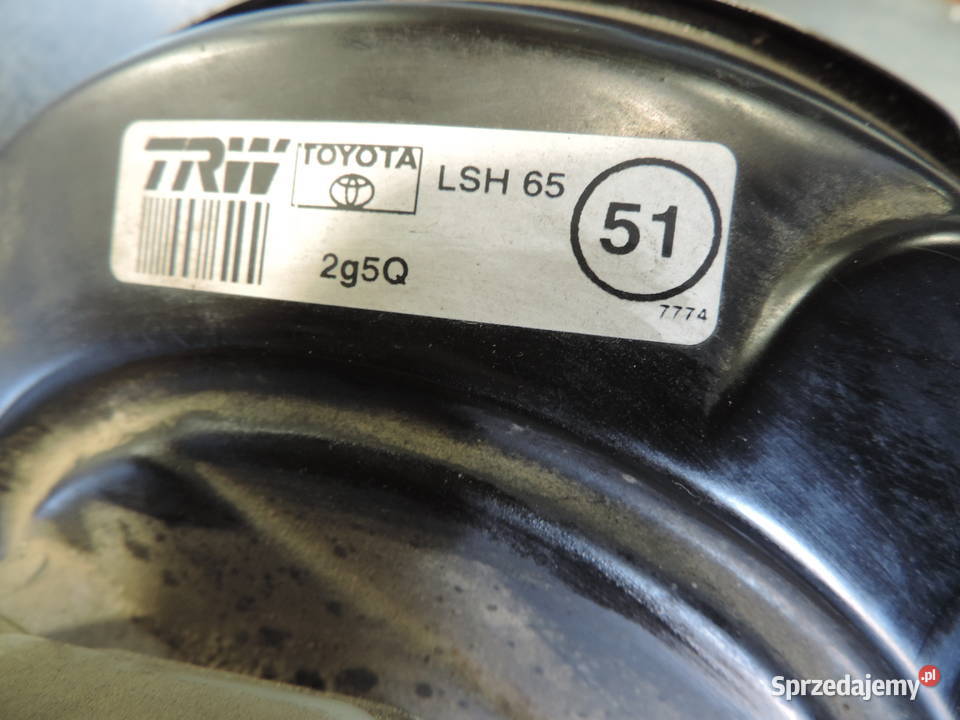 TRW TOYOTA LSH 65 51
2g5Q
7774
Sprzedajemy.pl